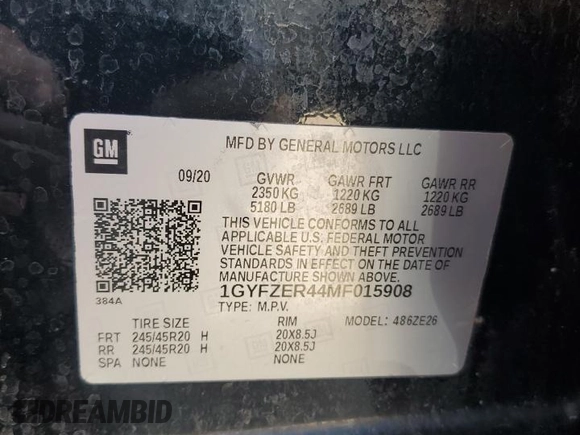 GM
MFD BY GENERAL MOTORS LLC
09/20 GVWR GAWR FRT GAWR RR
2350 KG 1220 KG 1220 KG
5180 LB 2689 LB 2689 LB
THIS VEHICLE CONFORMS TO ALL
APPLICABLE U.S. FEDERAL MOTOR
VEHICLE SAFETY AND THEFT PREVENTION
STANDARDS IN EFFECT ON THE DATE OF
MANUFACTURE SHOWN ABOVE.
384A
1GYFZER44MF015908
TYPE: M.P.V.
TIRE SIZE RIM MODEL: 486ZE26
FRT 245/45R20 H 20X8.5J
RR 245/45R20 H 20X8.5J
SPA NONE NONE
DREAMBID